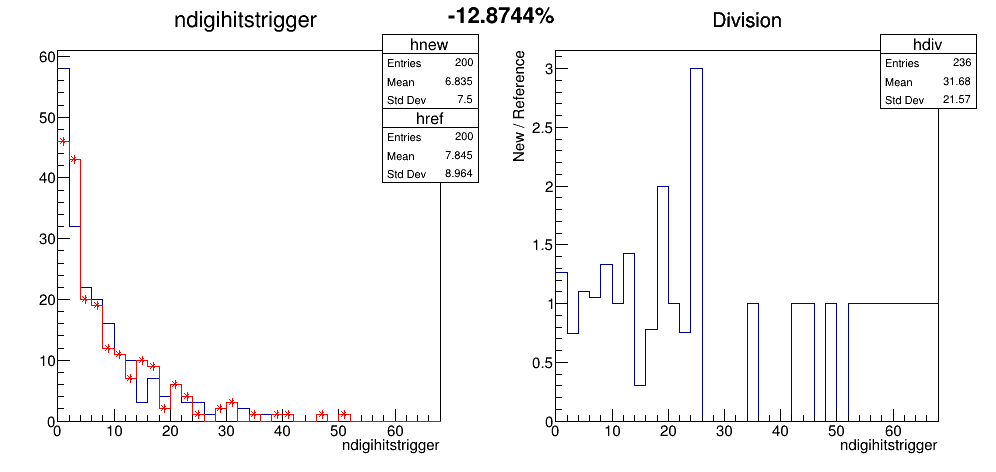 -12.8744%
ndigihitstrigger
hnew
Entries 200
Mean 6.835
Std Dev 7.5
href
Entries 200
Mean 7.845
Std Dev 8.964
60
50
40
30
20
10
0
0 10 20 30 40 50 60
ndigihitstrigger
Division
hdiv
Entries 236
Mean 31.68
Std Dev 21.57
New / Reference
3
2.5
2
1.5
1
0.5
0
0 10 20 30 40 50 60
ndigihitstrigger